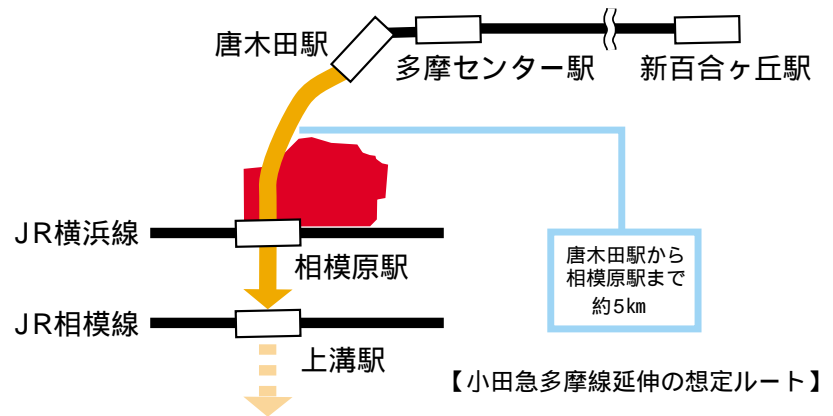 唐木田駅
多摩センター駅
新百合ヶ丘駅
JR横浜線
相模原駅
唐木田駅から
相模原駅まで
約5km
JR相模線
上溝駅
【小田急多摩線延伸の想定ルート】